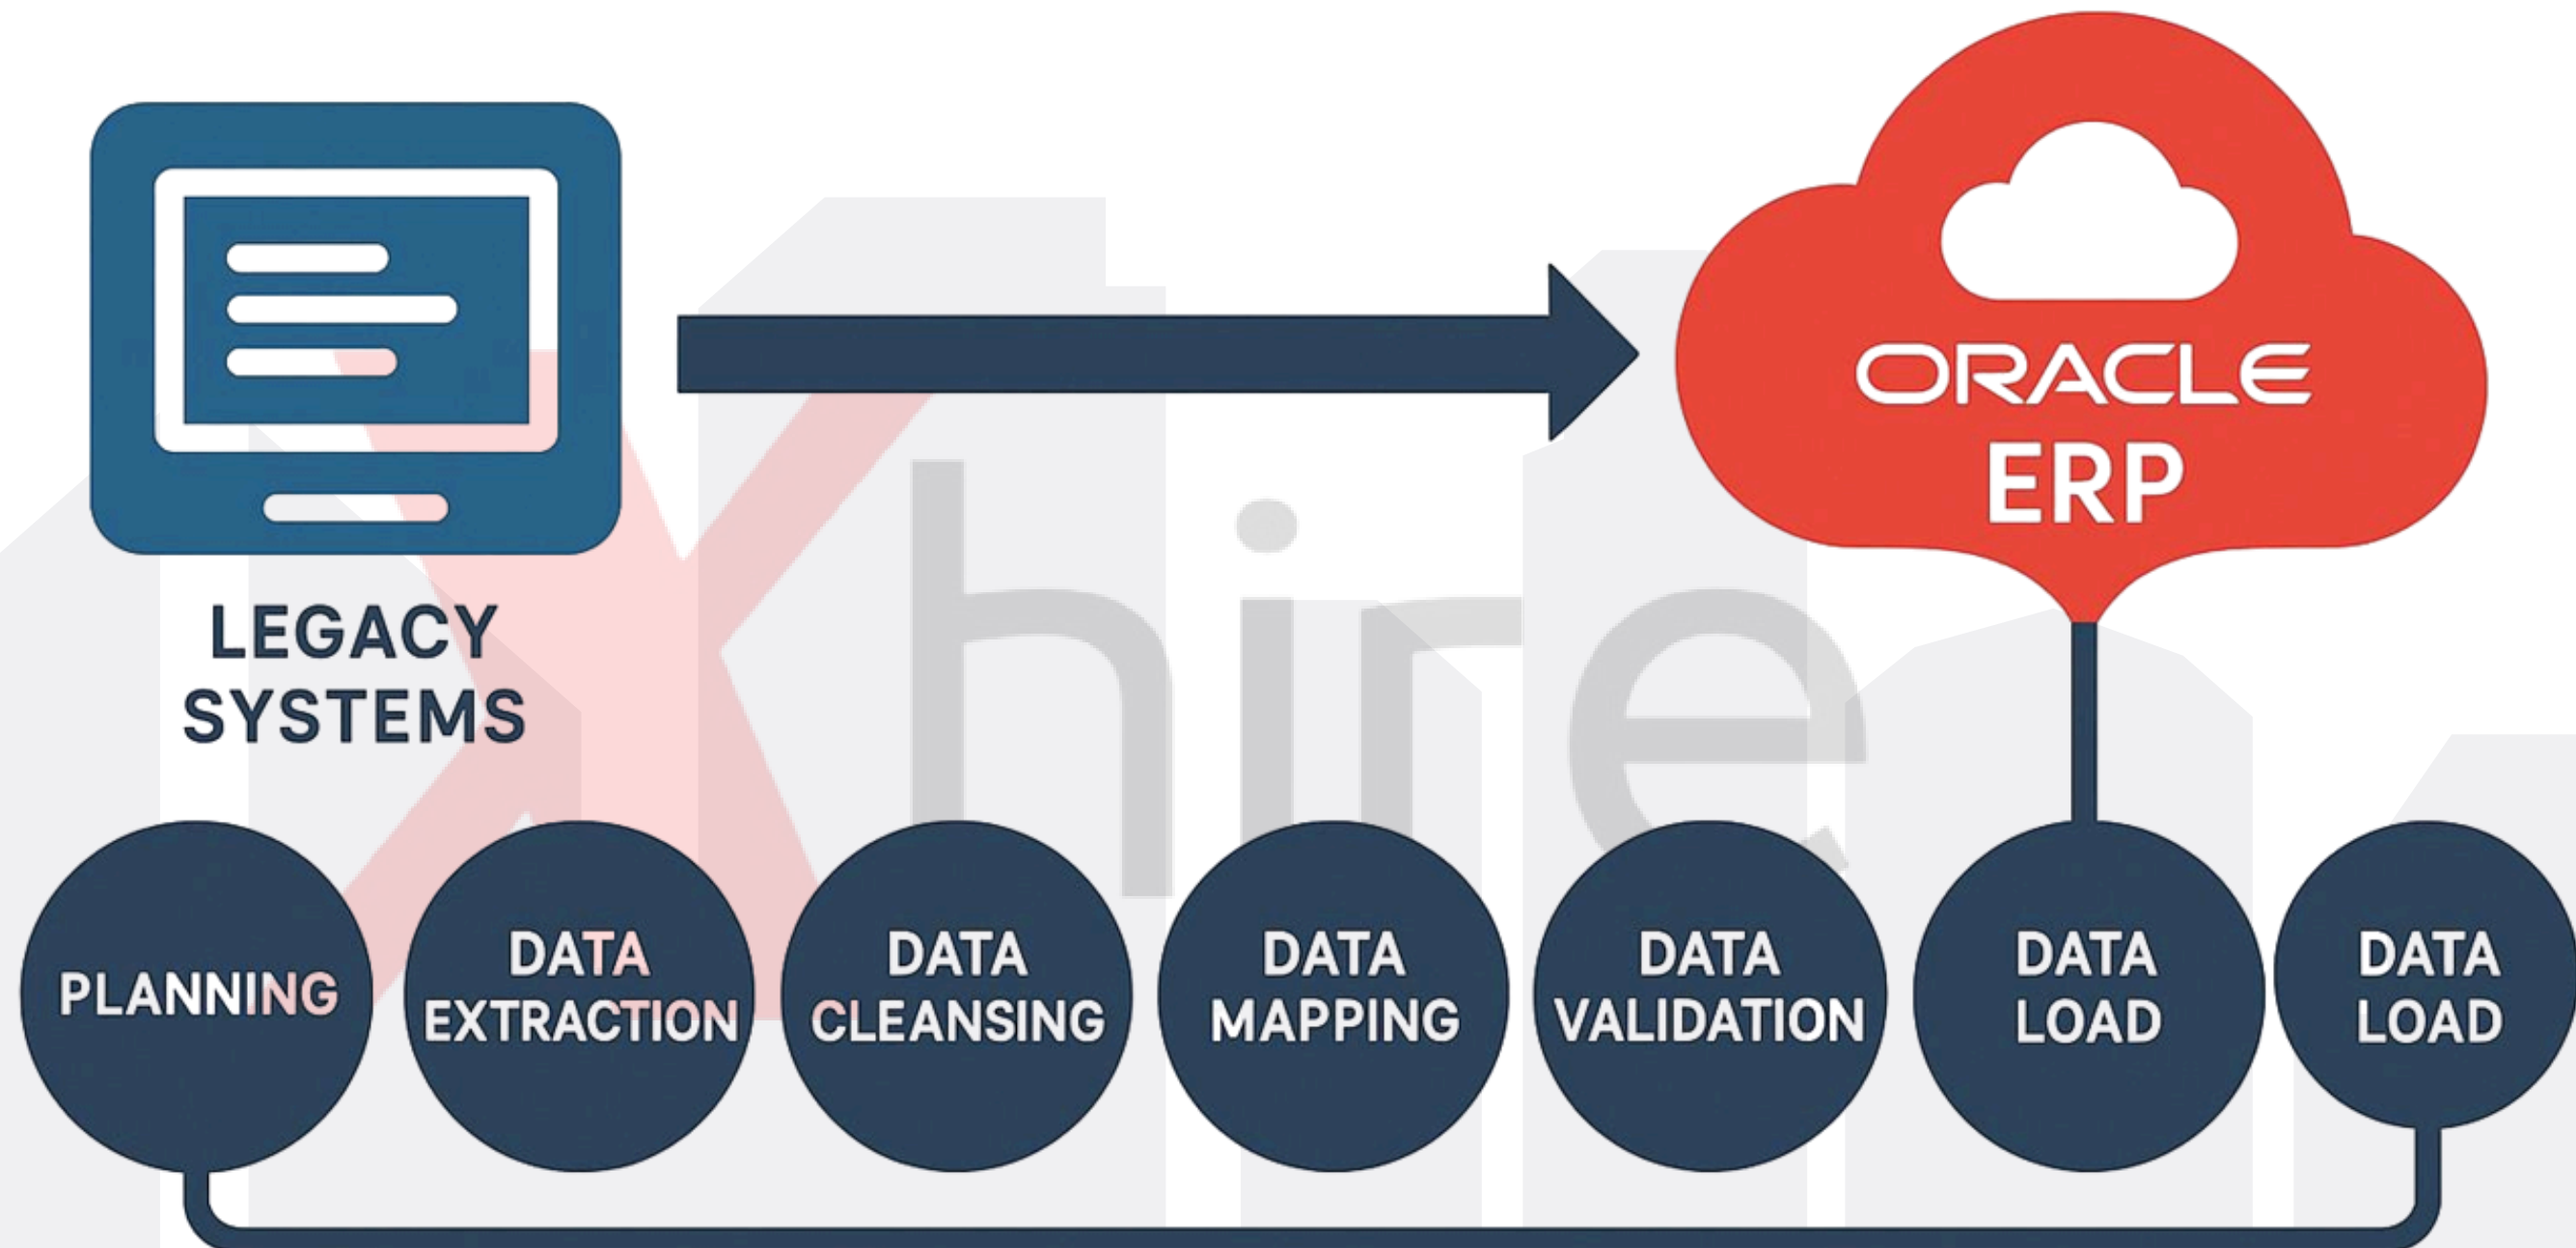 ORACLE
ERP
LEGACY
SYSTEMS
Xhire
PLANNING
DATA
EXTRACTION
DATA
CLEANSING
DATA
MAPPING
DATA
VALIDATION
DATA
LOAD
DATA
LOAD